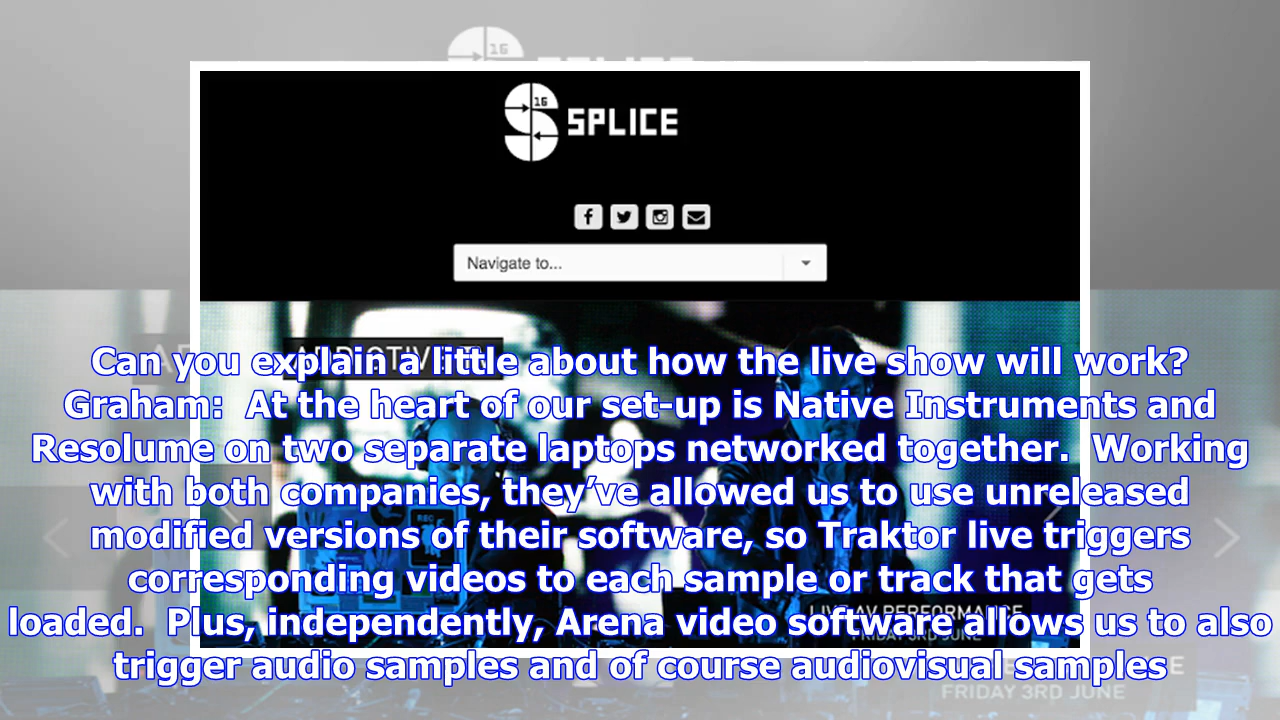 16
SPLICE
Navigate to...
Can you explain a little about how the live show will work?
Graham: At the heart of our set-up is Native Instruments and
Resolume on two separate laptops networked together. Working
with both companies, they’ve allowed us to use unreleased
modified versions of their software, so Traktor live triggers
corresponding videos to each sample or track that gets
loaded. Plus, independently, Arena video software allows us to also
trigger audio samples and of course audiovisual samples
LIVE AV PERFORMANCE
FRIDAY 3RD JUNE
FRIDAY 3RD JUNE